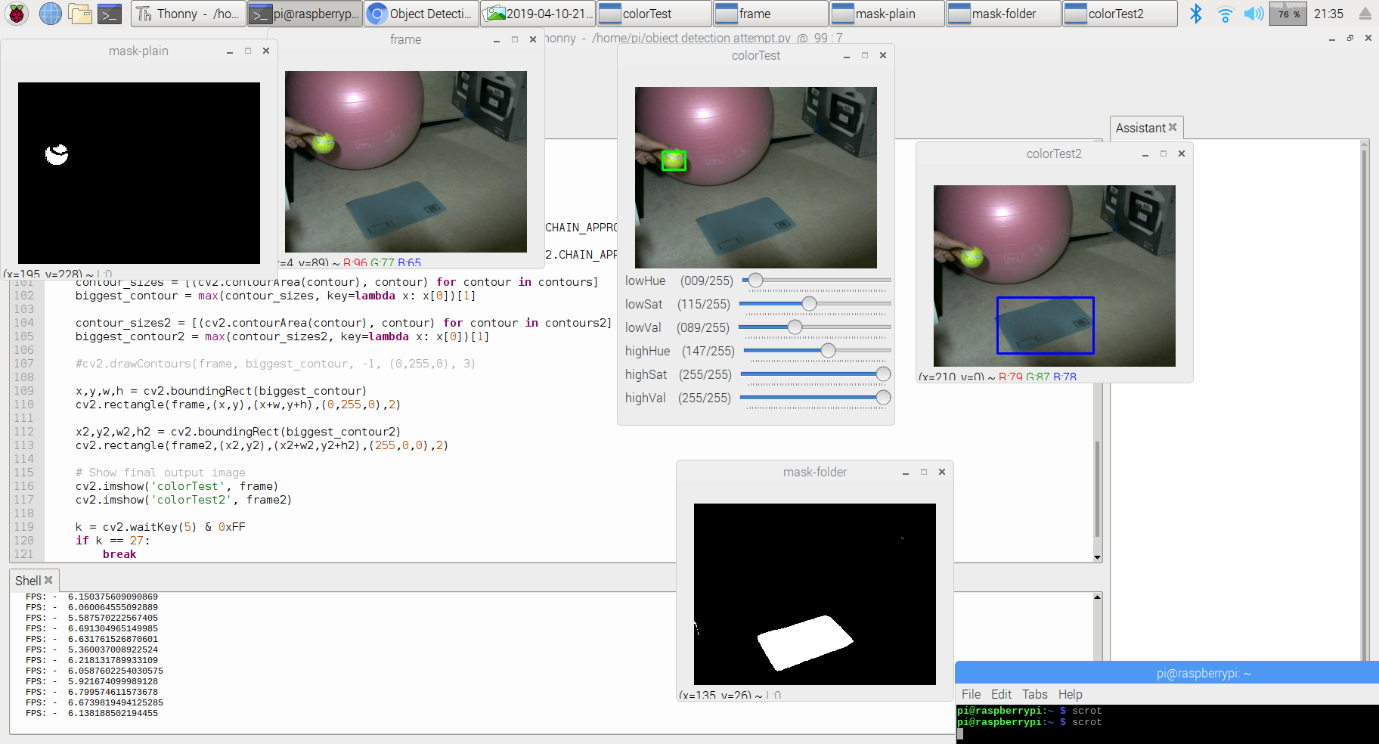 Thonny - /ho...
pi@raspberryp...
Object Detecti...
2019-04-10-21...
colorTest
frame
mask-plain
mask-folder
colorTest2
76 %
21:35
honny - /home/pi/object detection attempt.py @ 99 : 7
mask-plain
(x=195, y=228) ~ L:0
frame
x=4, y=89) ~ R:96 G:77 B:65
colorTest
lowHue (009/255)
lowSat (115/255)
lowVal (089/255)
highHue (147/255)
highSat (255/255)
highVal (255/255)
Assistant
colorTest2
(x=210, y=0) ~ R:79 G:87 B:78
CHAIN_APPRO
2.CHAIN_APP
101 contour_sizes = [(cv2.contourArea(contour), contour) for contour in contours]
102 biggest_contour = max(contour_sizes, key=lambda x: x[0])[1]
103
104 contour_sizes2 = [(cv2.contourArea(contour), contour) for contour in contours2]
105 biggest_contour2 = max(contour_sizes2, key=lambda x: x[0])[1]
106
107 #cv2.drawContours(frame, biggest_contour, -1, (0,255,0), 3)
108
109 x,y,w,h = cv2.boundingRect(biggest_contour)
110 cv2.rectangle(frame,(x,y),(x+w,y+h),(0,255,0),2)
111
112 x2,y2,w2,h2 = cv2.boundingRect(biggest_contour2)
113 cv2.rectangle(frame2,(x2,y2),(x2+w2,y2+h2),(255,0,0),2)
114
115 # Show final output image
116 cv2.imshow('colorTest', frame)
117 cv2.imshow('colorTest2', frame2)
118
119 k = cv2.waitKey(5) & 0xFF
120 if k == 27:
121 break
mask-folder
(x=135, y=26) ~ L:0
Shell
FPS: - 6.150375609090869
FPS: - 6.060064555092889
FPS: - 5.587570222567405
FPS: - 6.691304965149985
FPS: - 6.631761526870601
FPS: - 5.360037008922524
FPS: - 6.218131789933109
FPS: - 6.0587602254030575
FPS: - 5.921674099989128
FPS: - 6.799574611573678
FPS: - 6.6739819494125285
FPS: - 6.138188502194455
pi@raspberrypi: ~
File Edit Tabs Help
pi@raspberrypi:~ $ scrot
pi@raspberrypi:~ $ scrot